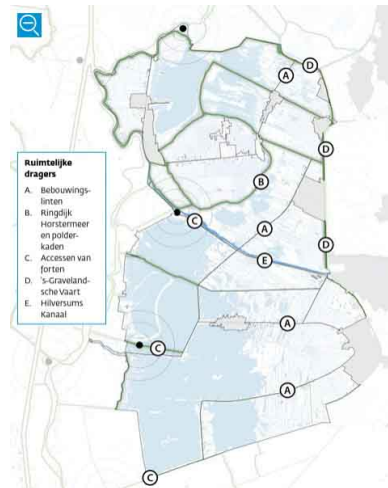 D
A
D
Ruimtelijke
dragers
A. Bebouwings-
linten
B. Ringdijk
Horstermeer
en polder-
kaden
C. Accessen van
forten
D. 's-Graveland-
sche Vaart
E. Hilversums
Kanaal
B
C
A
D
E
A
C
A
C